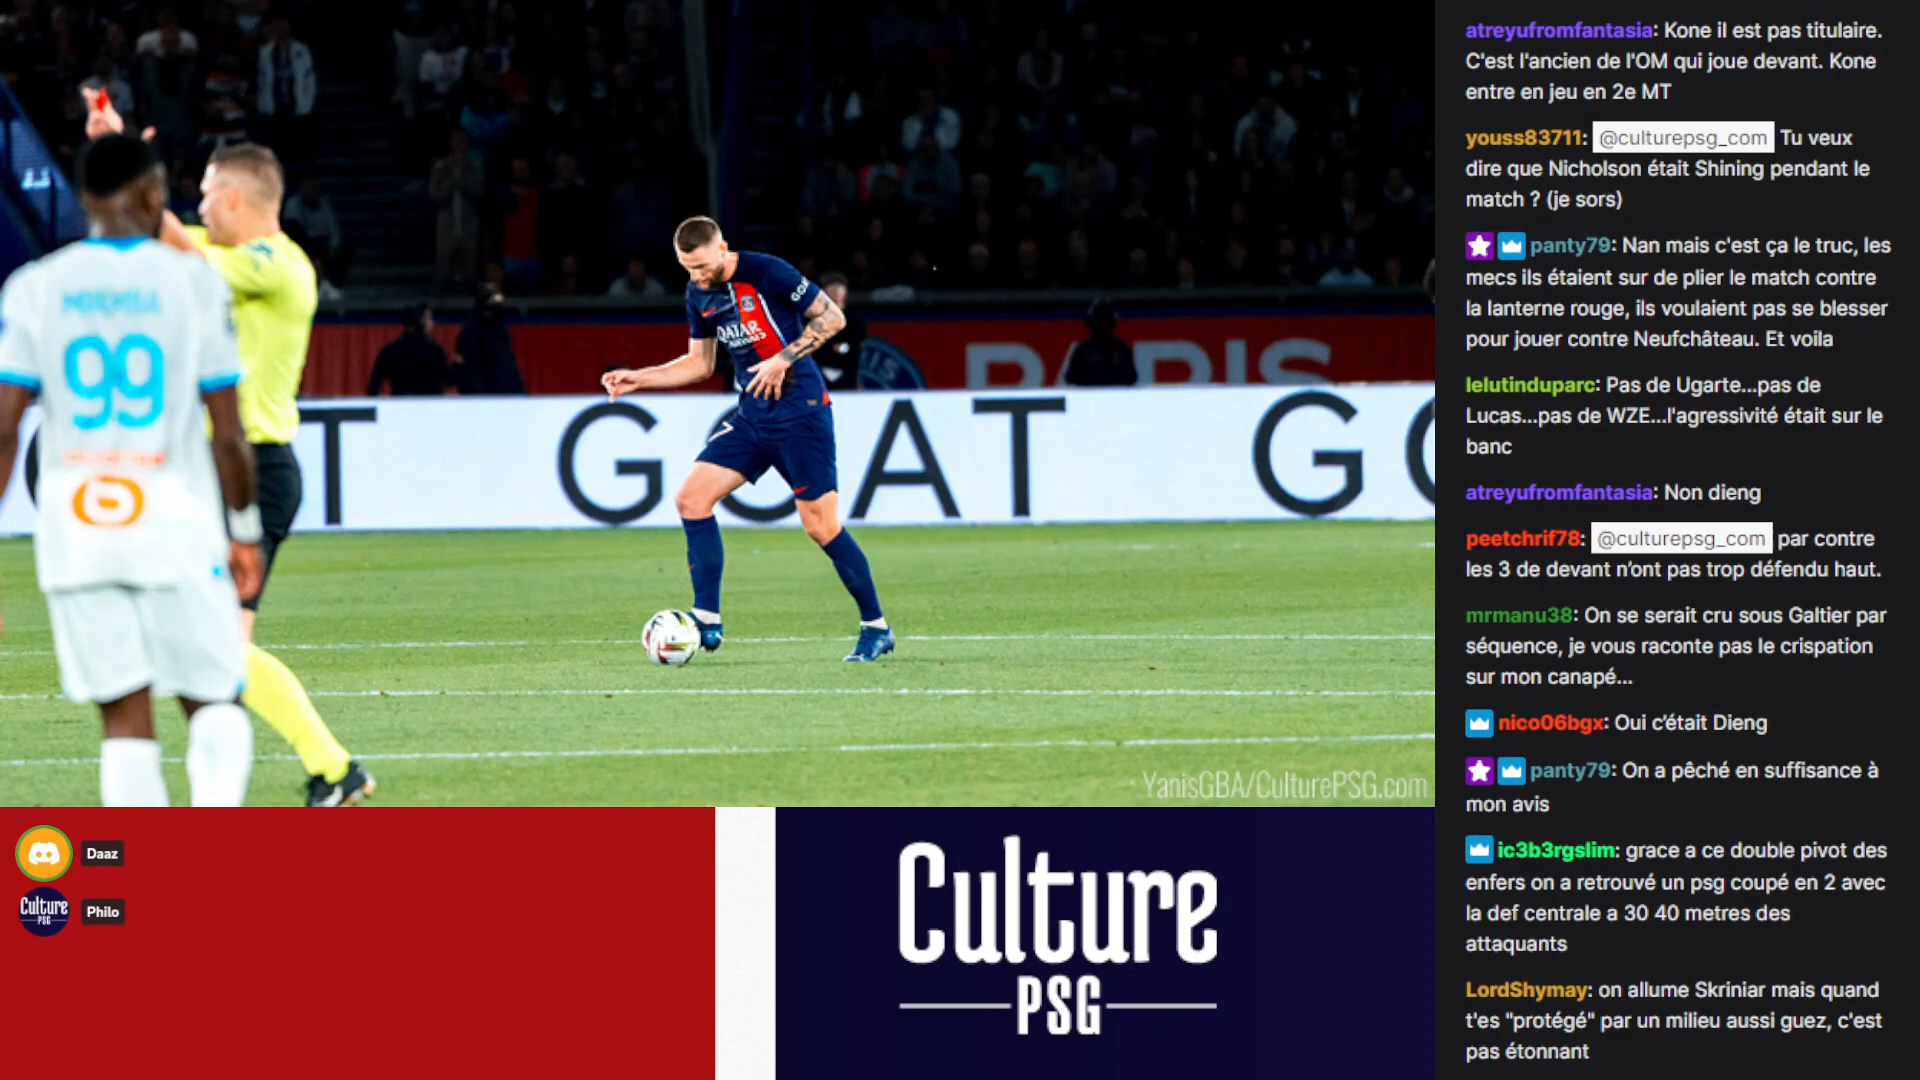 99
GOAT
QATAR
AIRWAYS
7
PARIS
T
GOAT
G
YanisGBA/CulturePSG.com
Daaz
Culture
PSG
Philo
Culture
PSG
atreyufromfantasia: Kone il est pas titulaire.
C'est l'ancien de l'OM qui joue devant. Kone
entre en jeu en 2e MT
youss83711: @culturepsg_com Tu veux
dire que Nicholson était Shining pendant le
match ? (je sors)
panty79: Nan mais c'est ça le truc, les
mecs ils étaient sur de plier le match contre
la lanterne rouge, ils voulaient pas se blesser
pour jouer contre Neufchâteau. Et voila
lelutinduparc: Pas de Ugarte...pas de
Lucas...pas de WZE...l'agressivité était sur le
banc
atreyufromfantasia: Non dieng
peetchrif78: @culturepsg_com par contre
les 3 de devant n’ont pas trop défendu haut.
mrmanu38: On se serait cru sous Galtier par
séquence, je vous raconte pas le crispation
sur mon canapé...
nico06bgx: Oui c’était Dieng
panty79: On a pêché en suffisance à
mon avis
ic3b3rgslim: grace a ce double pivot des
enfers on a retrouvé un psg coupé en 2 avec
la def centrale a 30 40 metres des
attaquants
LordShymay: on allume Skriniar mais quand
t'es "protégé" par un milieu aussi guez, c'est
pas étonnant